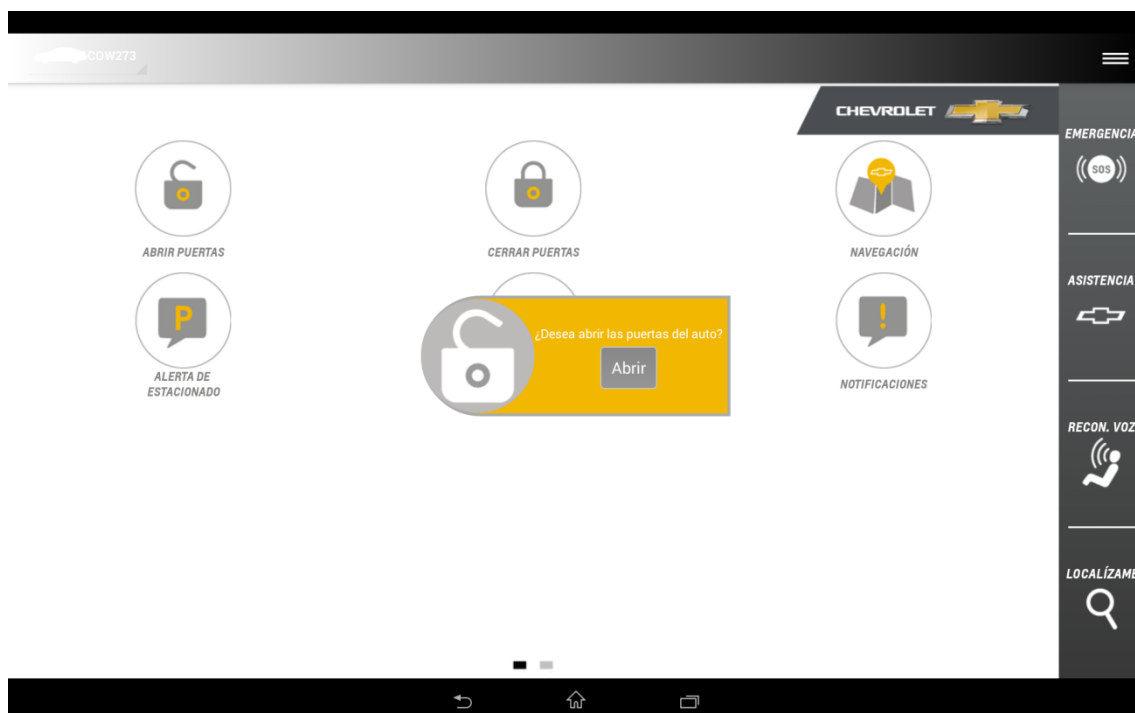 COW273
CHEVROLET
EMERGENCIA
SOS
ABRIR PUERTAS
CERRAR PUERTAS
NAVEGACIÓN
ASISTENCIA
P
¿Desea abrir las puertas del auto?
Abrir
!
ALERTA DE
ESTACIONADO
NOTIFICACIONES
RECON. VOZ
LOCALÍZAME